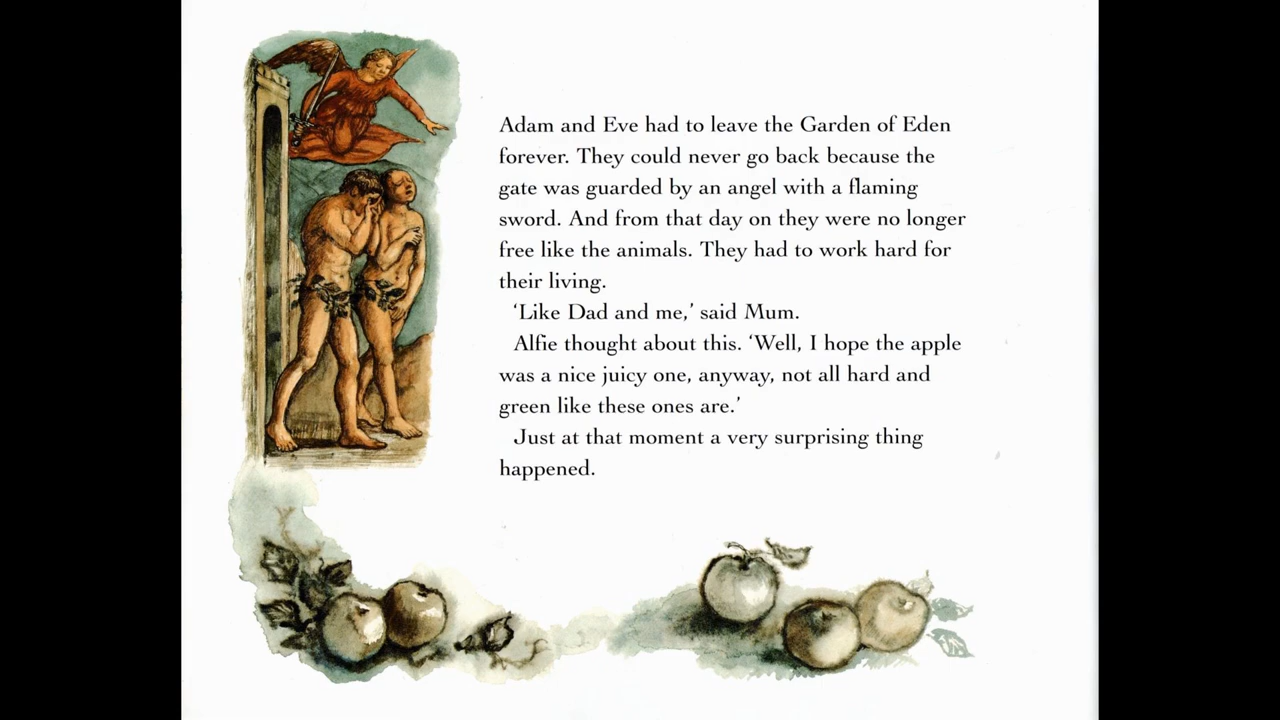 Adam and Eve had to leave the Garden of Eden
forever. They could never go back because the
gate was guarded by an angel with a flaming
sword. And from that day on they were no longer
free like the animals. They had to work hard for
their living.
‘Like Dad and me,’ said Mum.
Alfie thought about this. ‘Well, I hope the apple
was a nice juicy one, anyway, not all hard and
green like these ones are.’
Just at that moment a very surprising thing
happened.